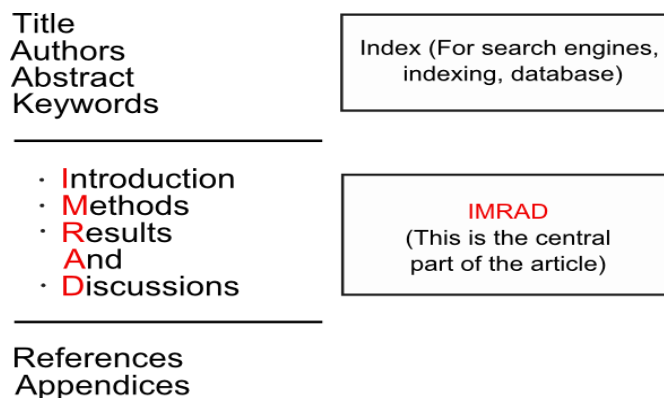 Title
Authors
Abstract
Keywords
Index (For search engines,
indexing, database)
· Introduction
· Methods
· Results
And
· Discussions
IMRAD
(This is the central
part of the article)
References
Appendices